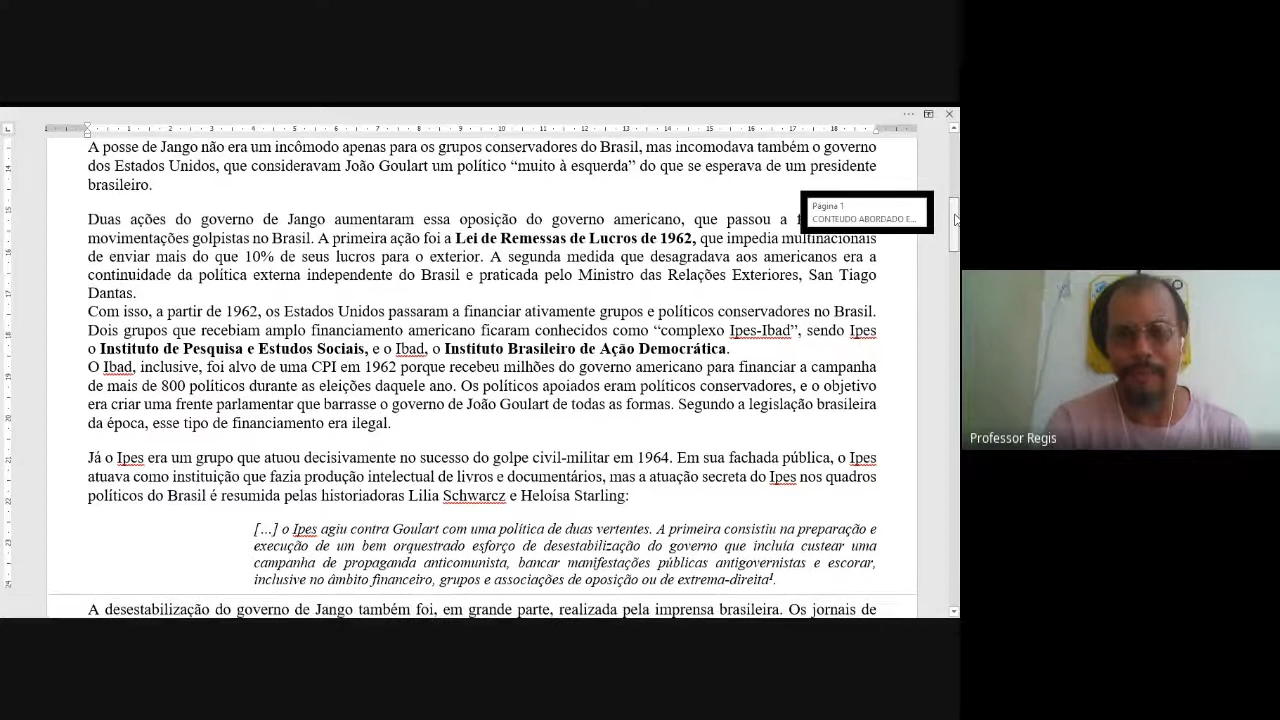 A posse de Jango não era um incômodo apenas para os grupos conservadores do Brasil, mas incomodava também o governo
dos Estados Unidos, que consideravam João Goulart um político “muito à esquerda” do que se esperava de um presidente
brasileiro.
Página 1
CONTEUDO ABORDADO E...
Duas ações do governo de Jango aumentaram essa oposição do governo americano, que passou a
movimentações golpistas no Brasil. A primeira ação foi a Lei de Remessas de Lucros de 1962, que impedia multinacionais
de enviar mais do que 10% de seus lucros para o exterior. A segunda medida que desagradava aos americanos era a
continuidade da política externa independente do Brasil e praticada pelo Ministro das Relações Exteriores, San Tiago
Dantas.
Com isso, a partir de 1962, os Estados Unidos passaram a financiar ativamente grupos e políticos conservadores no Brasil.
Dois grupos que recebiam amplo financiamento americano ficaram conhecidos como “complexo Ipes-Ibad”, sendo Ipes
o Instituto de Pesquisa e Estudos Sociais, e o Ibad, o Instituto Brasileiro de Ação Democrática.
O Ibad, inclusive, foi alvo de uma CPI em 1962 porque recebeu milhões do governo americano para financiar a campanha
de mais de 800 políticos durante as eleições daquele ano. Os políticos apoiados eram políticos conservadores, e o objetivo
era criar uma frente parlamentar que barrasse o governo de João Goulart de todas as formas. Segundo a legislação brasileira
da época, esse tipo de financiamento era ilegal.
Professor Regis
Já o Ipes era um grupo que atuou decisivamente no sucesso do golpe civil-militar em 1964. Em sua fachada pública, o Ipes
atuava como instituição que fazia produção intelectual de livros e documentários, mas a atuação secreta do Ipes nos quadros
políticos do Brasil é resumida pelas historiadoras Lilia Schwarcz e Heloísa Starling:
[...] o Ipes agiu contra Goulart com uma política de duas vertentes. A primeira consistiu na preparação e
execução de um bem orquestrado esforço de desestabilização do governo que incluía custear uma
campanha de propaganda anticomunista, bancar manifestações públicas antigovernistas e escorar,
inclusive no âmbito financeiro, grupos e associações de oposição ou de extrema-direita¹.
A desestabilização do governo de Jango também foi, em grande parte, realizada pela imprensa brasileira. Os jornais de